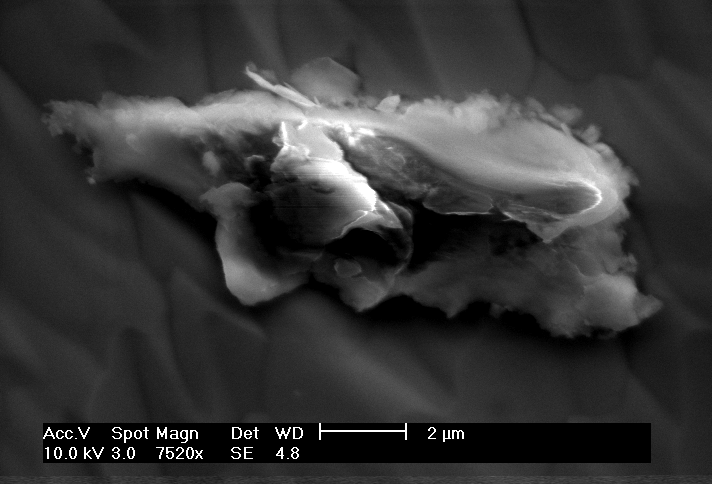 Acc.V Spot Magn Det WD 2 µm
10.0 kV 3.0 7520x SE 4.8